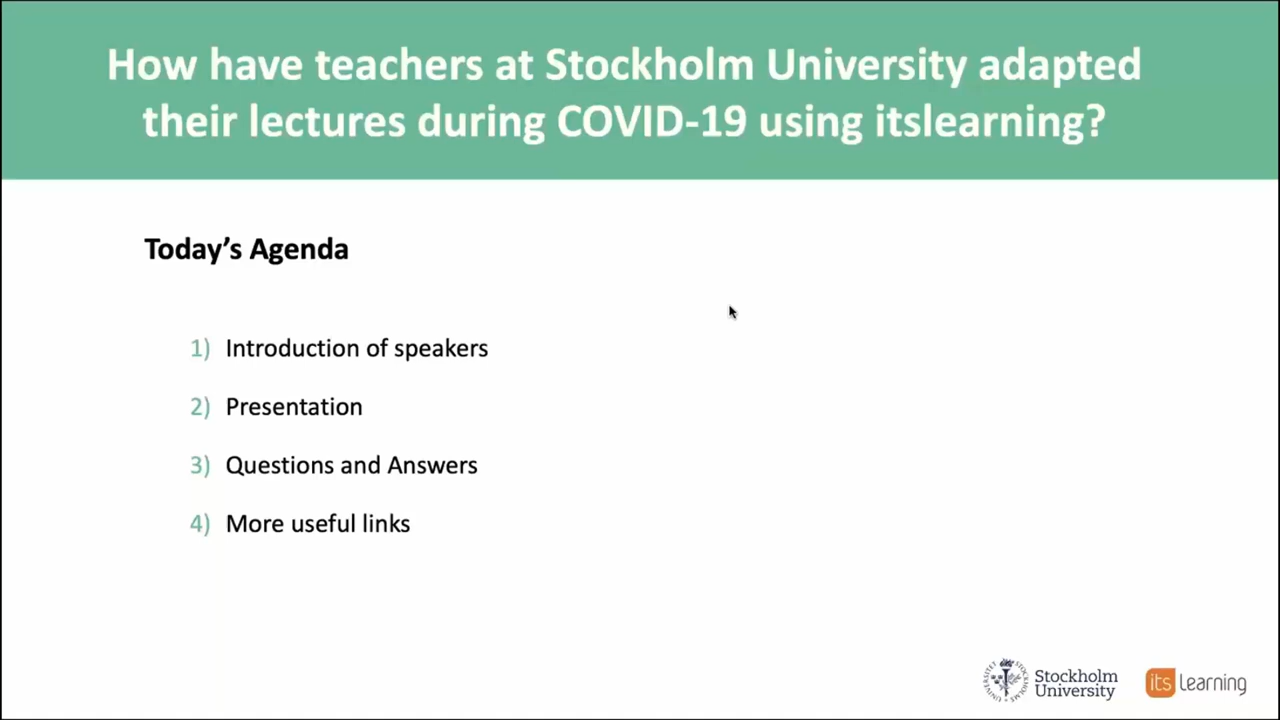 How have teachers at Stockholm University adapted
their lectures during COVID-19 using itslearning?
Today’s Agenda
1) Introduction of speakers
2) Presentation
3) Questions and Answers
4) More useful links
Stockholm
University
its Learning